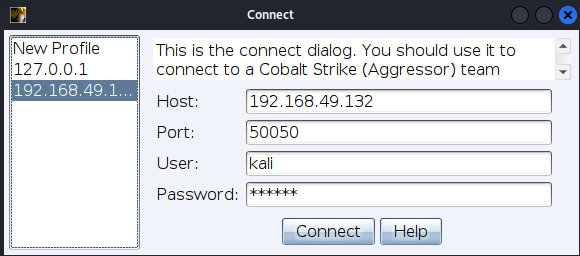 Connect
New Profile
127.0.0.1
192.168.49.1...
This is the connect dialog. You should use it to
connect to a Cobalt Strike (Aggressor) team
Host: 192.168.49.132
Port: 50050
User: kali
Password: ******
Connect Help